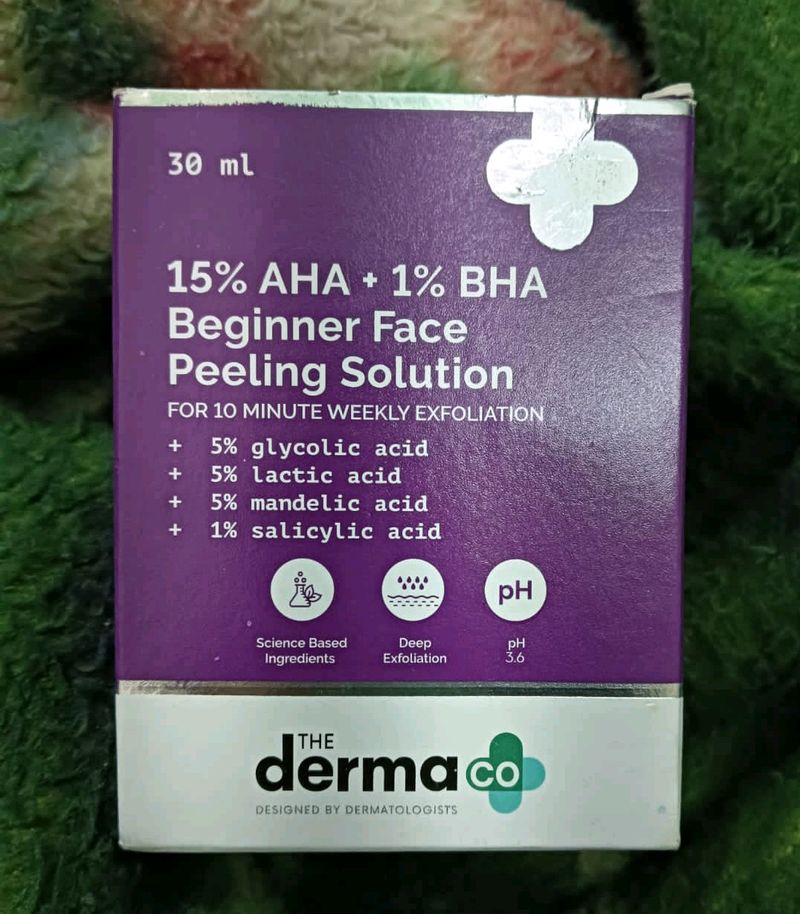 30 ml
15% AHA + 1% BHA
Beginner Face
Peeling Solution
FOR 10 MINUTE WEEKLY EXFOLIATION
+ 5% glycolic acid
+ 5% lactic acid
+ 5% mandelic acid
+ 1% salicylic acid
pH
Science Based
Ingredients
Deep
Exfoliation
pH
3.6
THE
derma co
DESIGNED BY DERMATOLOGISTS